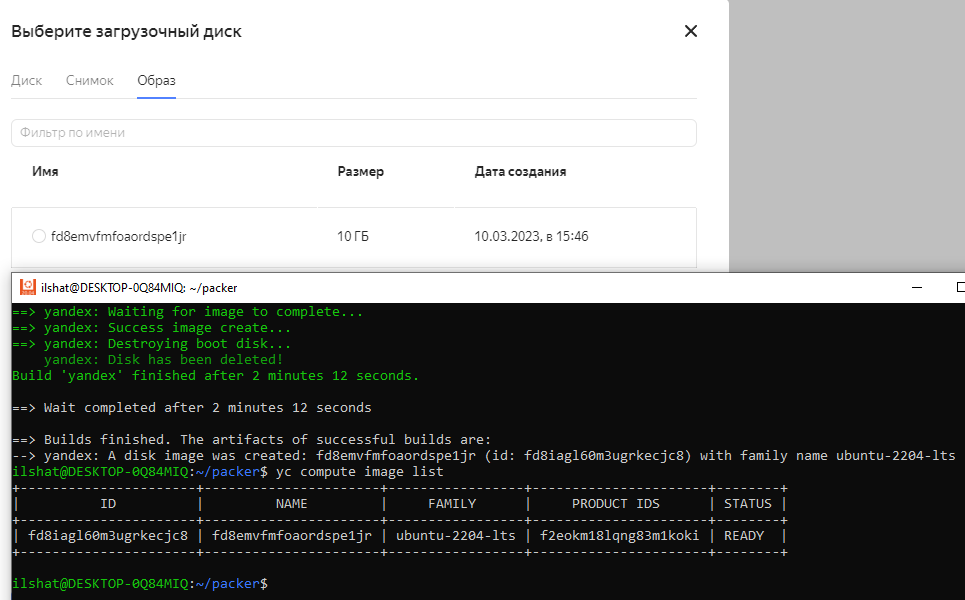 Выберите загрузочный диск
Диск Снимок Образ
Фильтр по имени
Имя Размер Дата создания
fd8emvfmfoaordspe1jr 10 ГБ 10.03.2023, в 15:46
ilshat@DESKTOP-0Q84MIQ: ~/packer
==> yandex: Waiting for image to complete...
==> yandex: Success image create...
==> yandex: Destroying boot disk...
    yandex: Disk has been deleted!
Build 'yandex' finished after 2 minutes 12 seconds.
==> Wait completed after 2 minutes 12 seconds
==> Builds finished. The artifacts of successful builds are:
--> yandex: A disk image was created: fd8emvfmfoaordspe1jr (id: fd8iagl60m3ugrkecjc8) with family name ubuntu-2204-lts
ilshat@DESKTOP-0Q84MIQ:~/packer$ yc compute image list
+----------------------+----------------------+-----------------+----------------------+--------+
| ID | NAME | FAMILY | PRODUCT IDS | STATUS |
+----------------------+----------------------+-----------------+----------------------+--------+
| fd8iagl60m3ugrkecjc8 | fd8emvfmfoaordspe1jr | ubuntu-2204-lts | f2eokm18lqng83m1koki | READY |
+----------------------+----------------------+-----------------+----------------------+--------+
ilshat@DESKTOP-0Q84MIQ:~/packer$